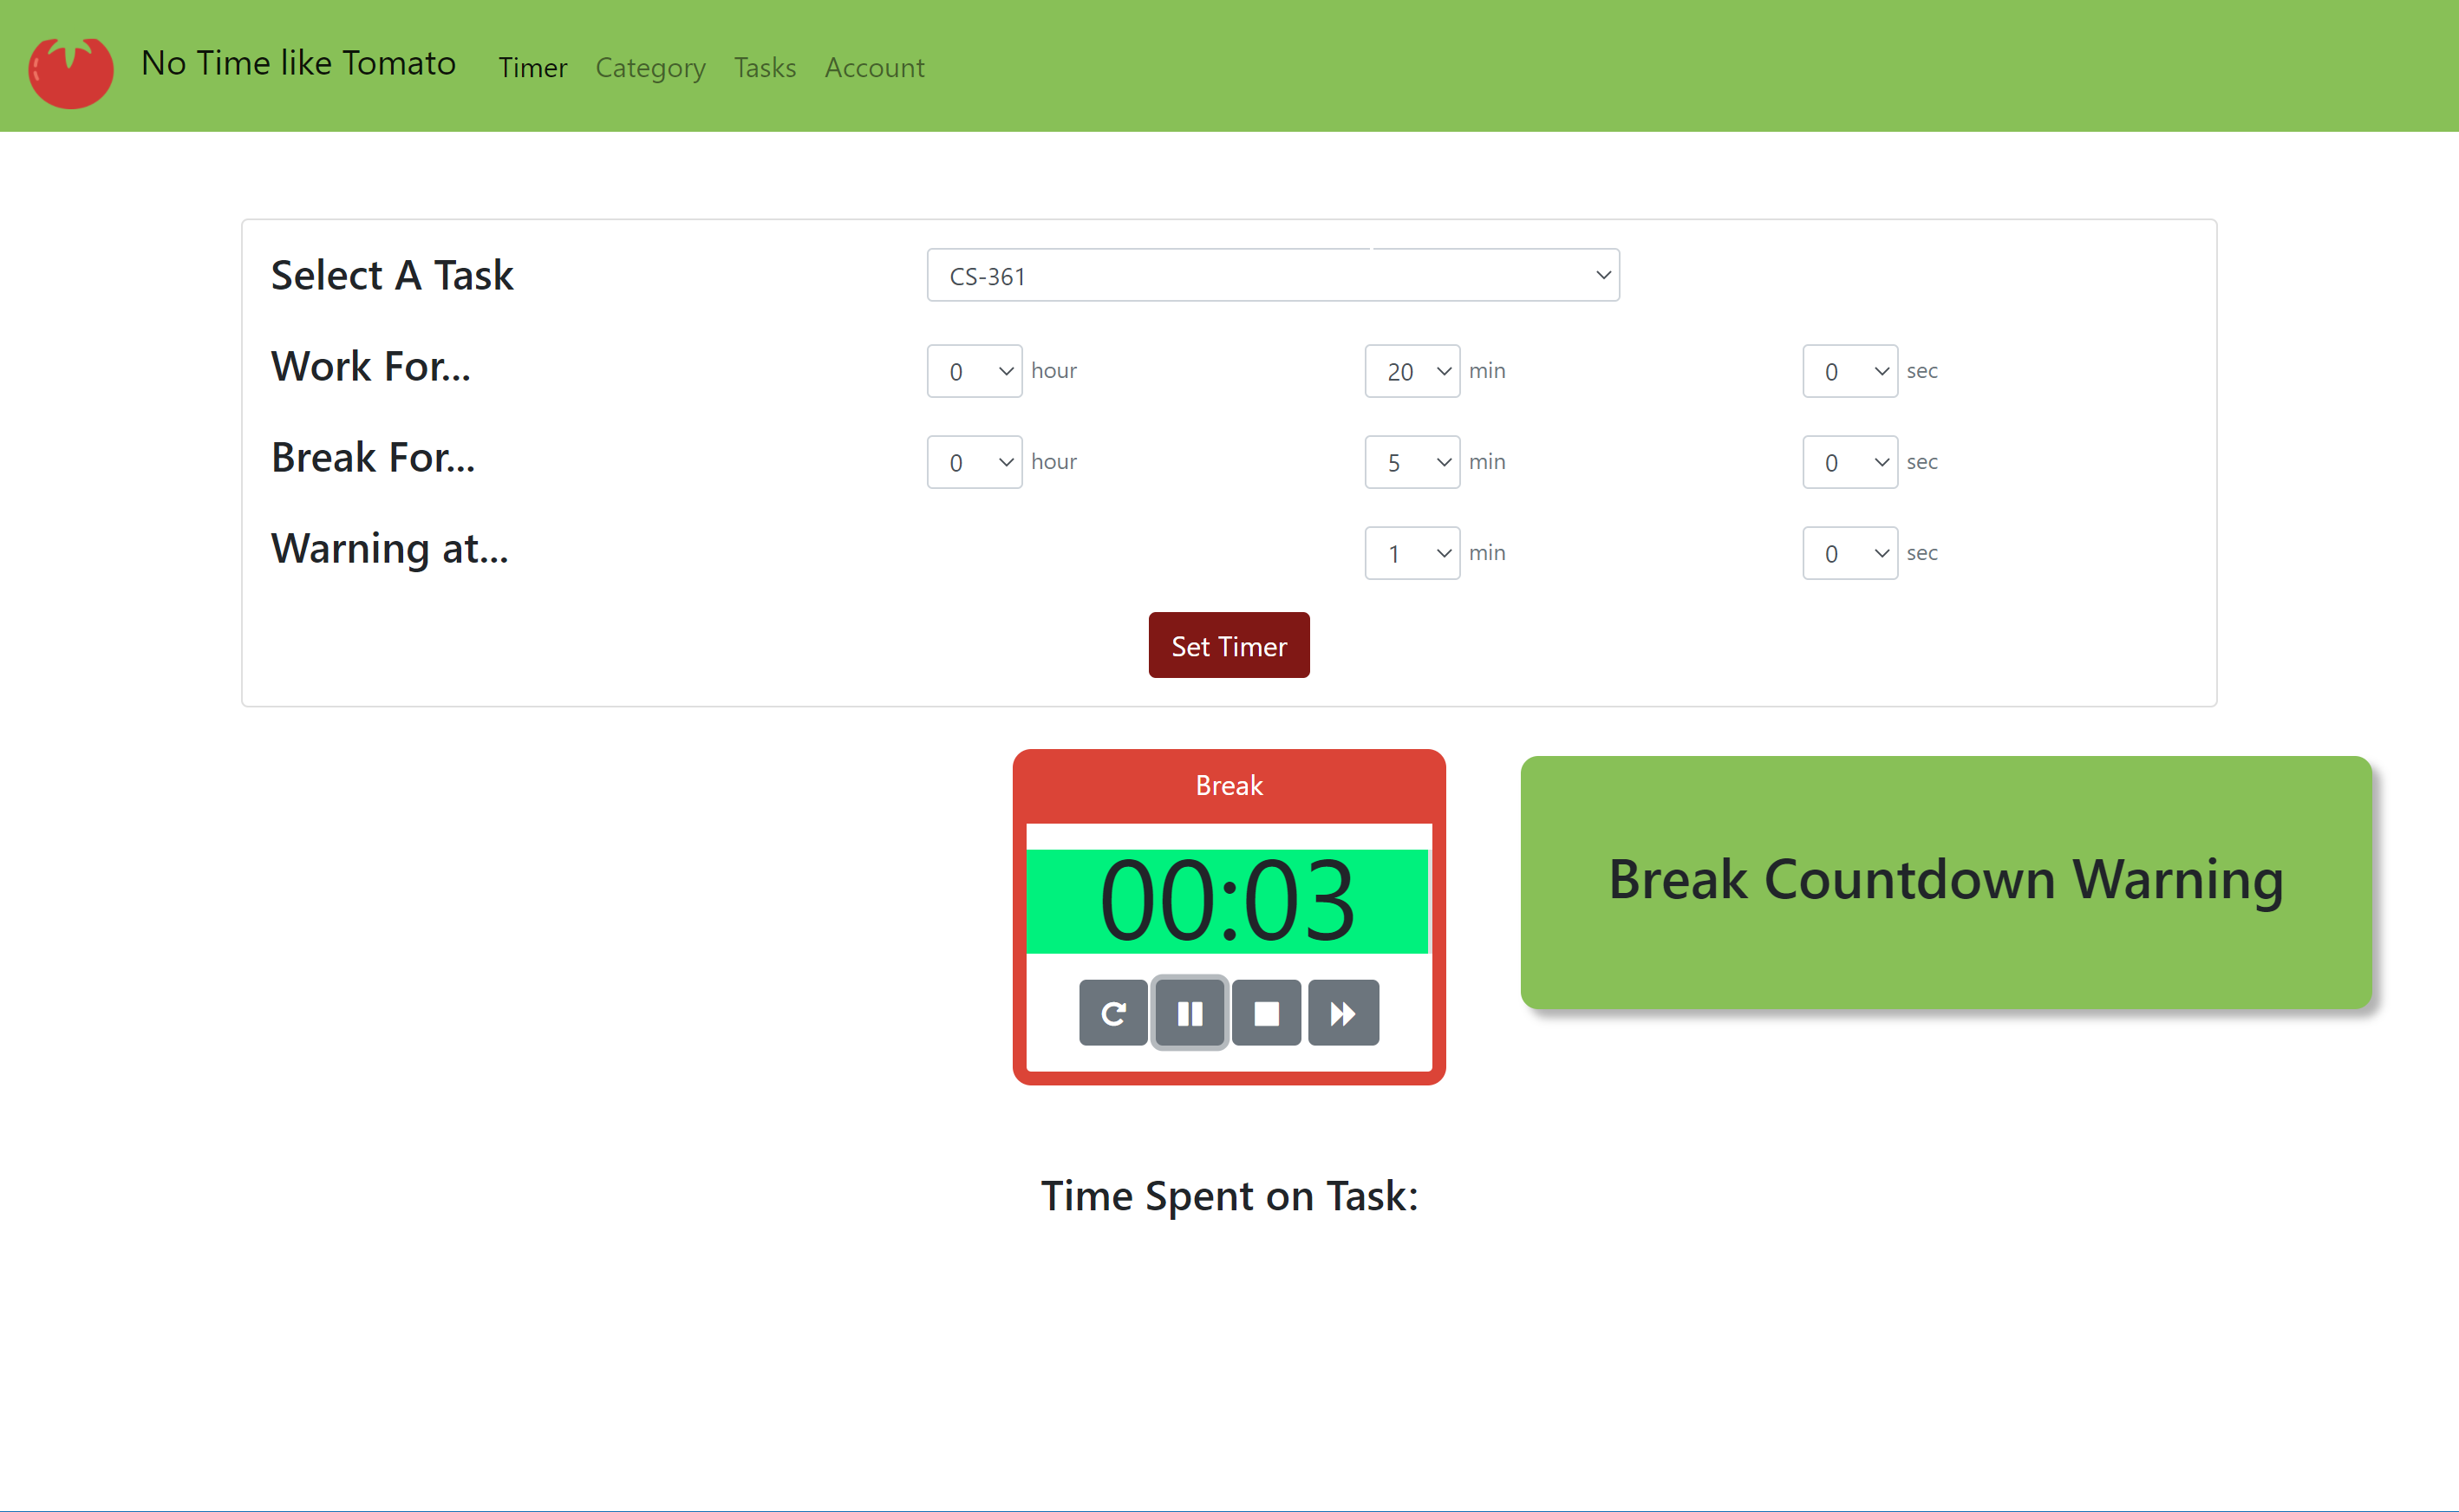 No Time like Tomato Timer Category Tasks Account
Select A Task CS-361
Work For... 0 hour 20 min 0 sec
Break For... 0 hour 5 min 0 sec
Warning at... 1 min 0 sec
Set Timer
Break
00:03
Break Countdown Warning
Time Spent on Task: